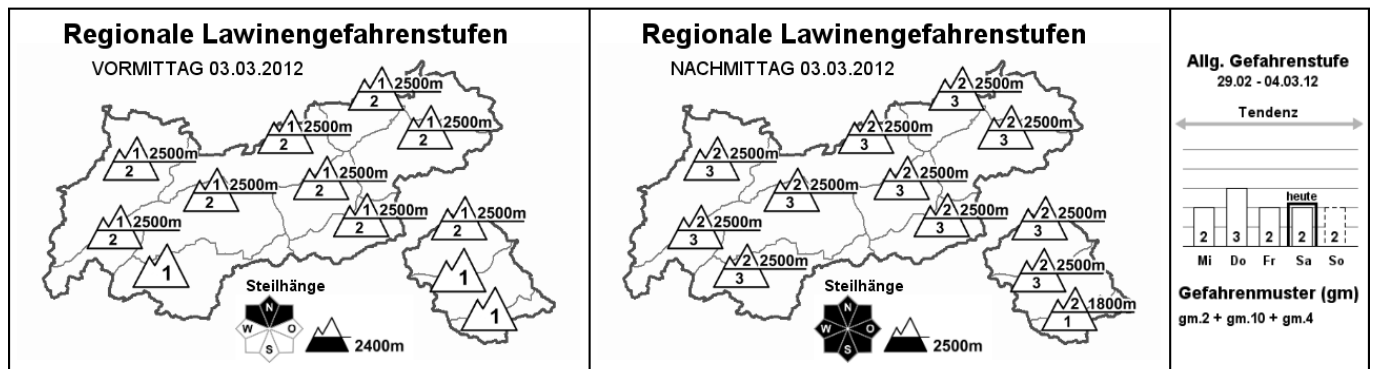 Regionale Lawinengefahrenstufen
VORMITTAG 03.03.2012
1 2500m
2
1 2500m
2
1 2500m
2
1 2500m
2
1 2500m
2
1 2500m
2
1 2500m
2
1 2500m
2
1 2500m
2
1
1
1
Steilhänge
N
W O
S
2400m
Regionale Lawinengefahrenstufen
NACHMITTAG 03.03.2012
2 2500m
3
2 2500m
3
2 2500m
3
2 2500m
3
2 2500m
3
2 2500m
3
2 2500m
3
2 2500m
3
2 2500m
3
2 2500m
3
2 2500m
3
2 1800m
1
Steilhänge
N
W O
S
2500m
Allg. Gefahrenstufe
29.02 - 04.03.12
Tendenz
heute
2 3 2 2 2
Mi Do Fr Sa So
Gefahrenmuster (gm)
gm.2 + gm.10 + gm.4